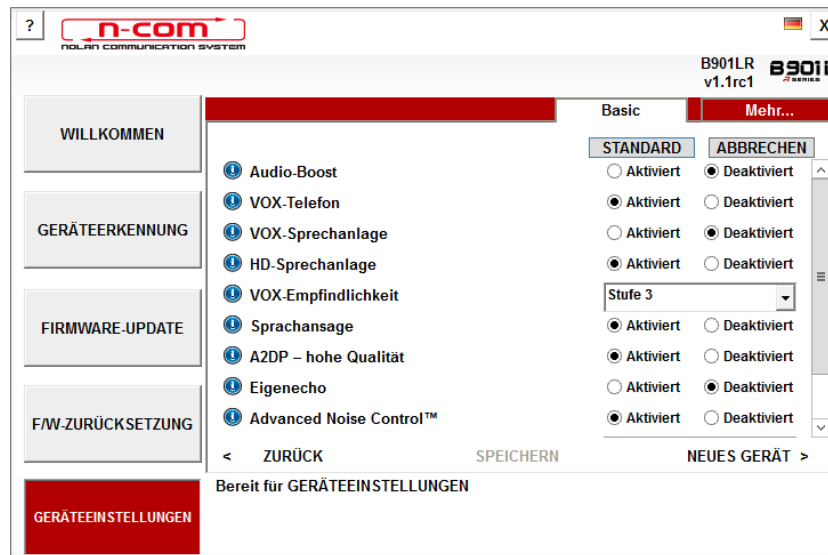 ?
n-com
NOLAN COMMUNICATION SYSTEM
X
B901LR
v1.1rc1
B901
SERIES
Basic
Mehr...
STANDARD ABBRECHEN
WILLKOMMEN
GERÄTEERKENNUNG
FIRMWARE-UPDATE
F/W-ZURÜCKSETZUNG
GERÄTEEINSTELLUNGEN
Audio-Boost Aktiviert Deaktiviert
VOX-Telefon Aktiviert Deaktiviert
VOX-Sprechanlage Aktiviert Deaktiviert
HD-Sprechanlage Aktiviert Deaktiviert
VOX-Empfindlichkeit Stufe 3
Sprachansage Aktiviert Deaktiviert
A2DP – hohe Qualität Aktiviert Deaktiviert
Eigenecho Aktiviert Deaktiviert
Advanced Noise Control™ Aktiviert Deaktiviert
< ZURÜCK SPEICHERN NEUES GERÄT >
Bereit für GERÄTEEINSTELLUNGEN